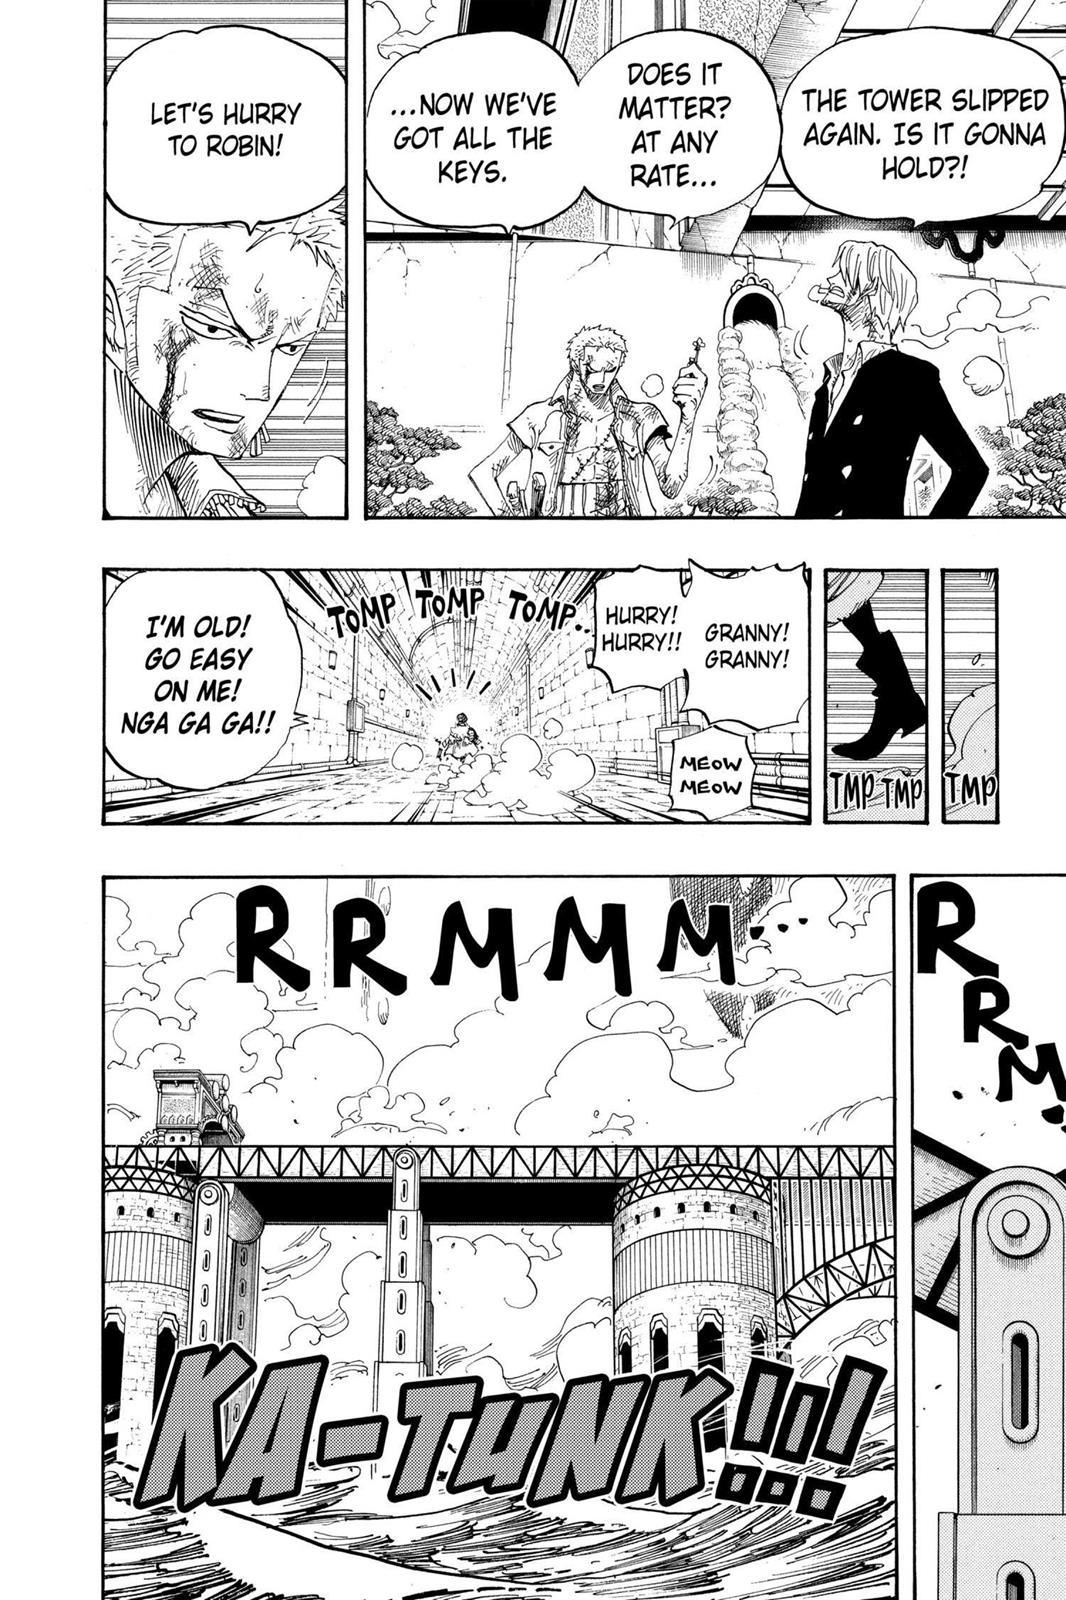 THE TOWER SLIPPED
AGAIN. IS IT GONNA
HOLD?!
DOES IT
MATTER?
AT ANY
RATE...
...NOW WE'VE
GOT ALL THE
KEYS.
LET'S HURRY
TO ROBIN!
TMP
TMP TMP
GRANNY!
GRANNY!
HURRY!
HURRY!!
MEOW
MEOW
TOMP TOMP TOMP..
I'M OLD!
GO EASY
ON ME!
NGA GA GA!!
RRM
RRMMM...
KA-TUNK!!!